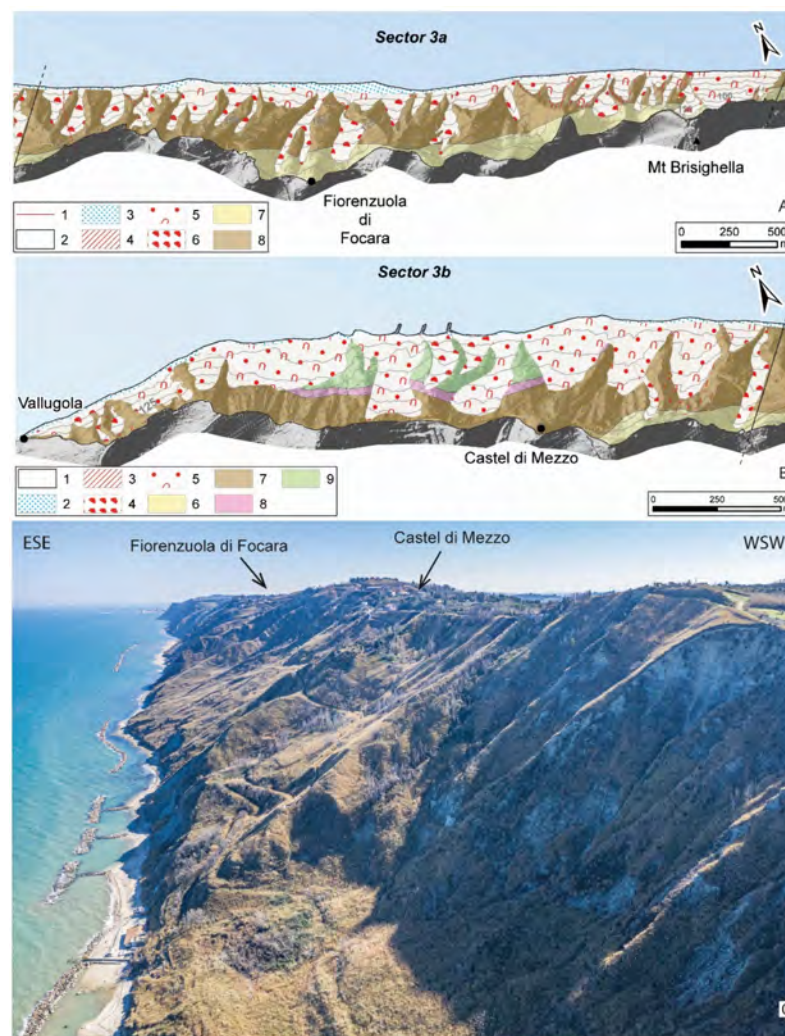 Sector 3a
N
100
Mt Brisighella
Fiorenzuola
di
Focara
A
1 3 5 7
2 4 6 8
0 250 500
m
Sector 3b
N
Vallugola
125
Castel di Mezzo
B
1 3 5 7 9
2 4 6 8
0 250 500
m
ESE
Fiorenzuola di Focara
Castel di Mezzo
WSW